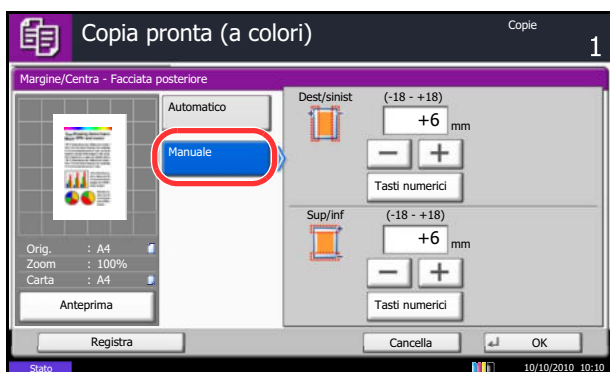 Copia pronta (a colori)
Copie
1
Margine/Centra - Facciata posteriore
Automatico
Manuale
Dest/sinist
(-18 - +18)
+6 mm
Tasti numerici
Sup/inf
(-18 - +18)
+6 mm
Tasti numerici
Orig. : A4
Zoom : 100%
Carta : A4
Anteprima
Registra
Cancella
OK
Stato
10/10/2010 10:10